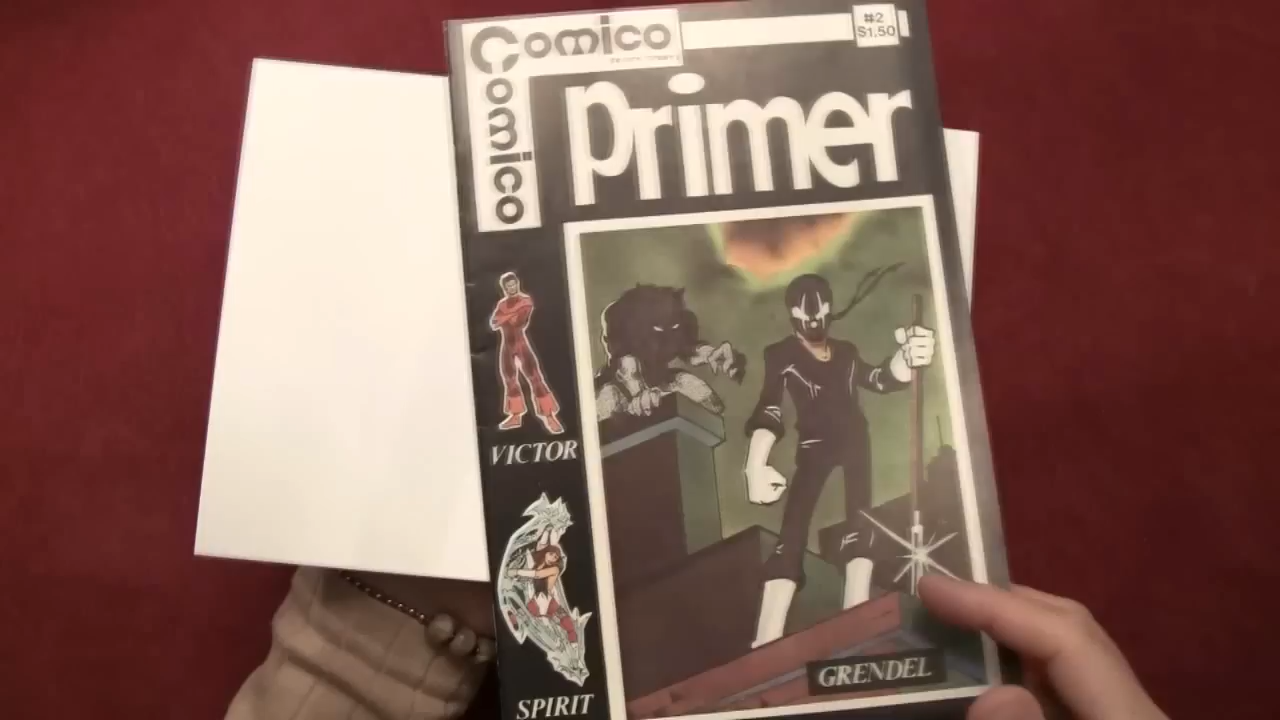 Comico
#2
$1.50
Comico
Primer
VICTOR
SPIRIT
GRENDEL